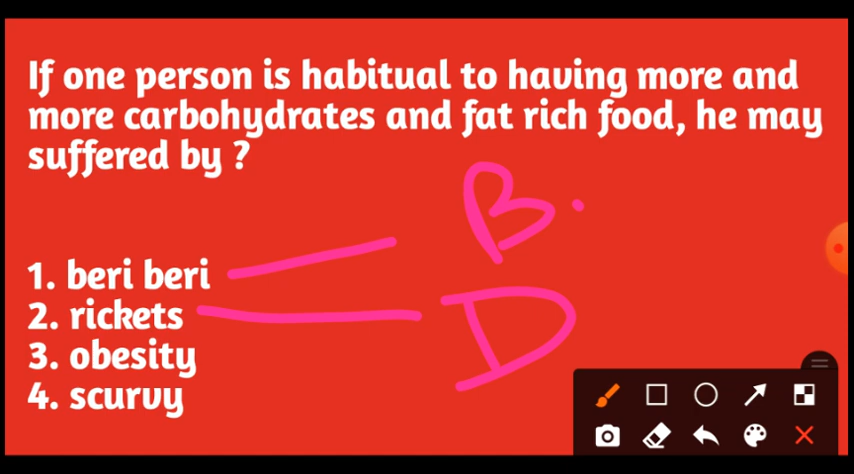 If one person is habitual to having more and
more carbohydrates and fat rich food, he may
suffered by ?
B.
1. beri beri
2. rickets
D
3. obesity
4. scurvy